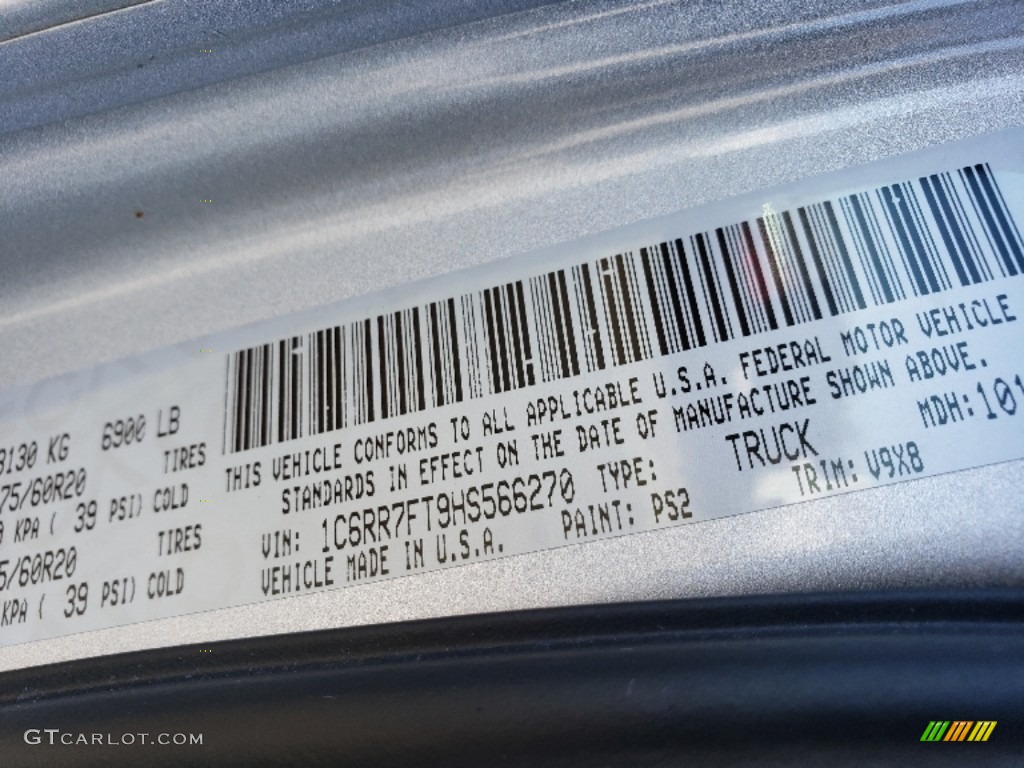 3130 KG 6900 LB
TIRES
75/60R20
KPA ( 39 PSI) COLD
TIRES
5/60R20
KPA ( 39 PSI) COLD
THIS VEHICLE CONFORMS TO ALL APPLICABLE U.S.A. FEDERAL MOTOR VEHICLE
STANDARDS IN EFFECT ON THE DATE OF MANUFACTURE SHOWN ABOVE.
VIN: 1C6RR7FT9HS566270 TYPE: TRUCK MDH: 101
VEHICLE MADE IN U.S.A. PAINT: PS2 TRIM: V9X8
GTCARLOT.COM